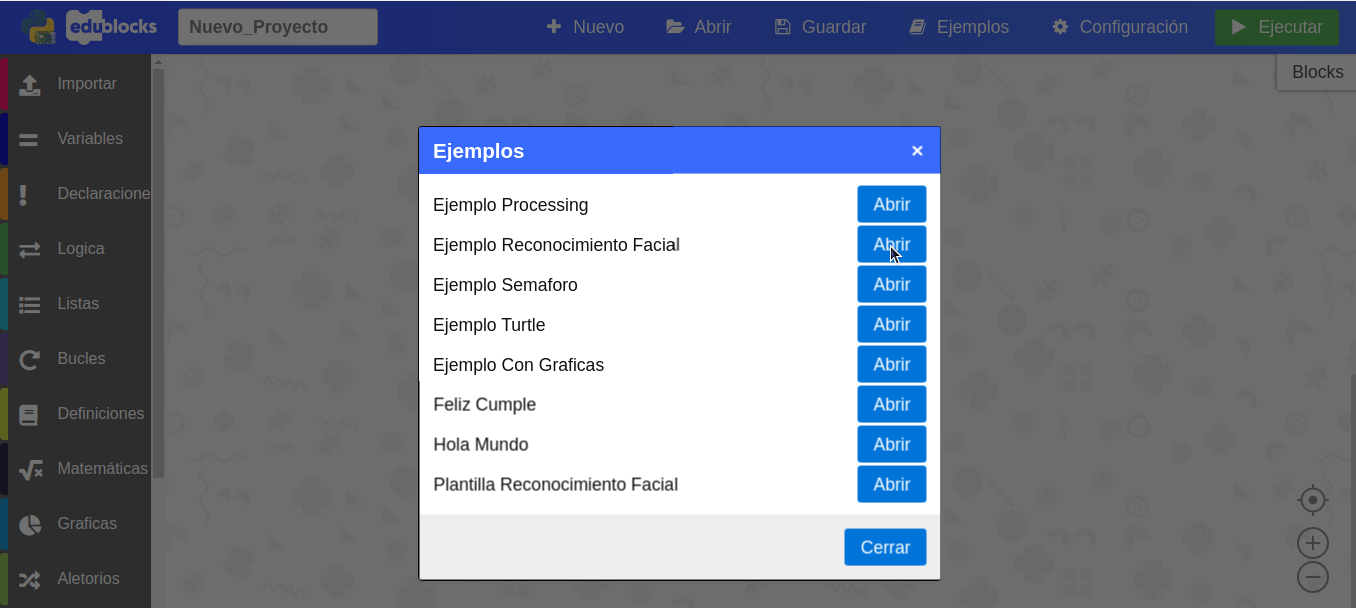 edublocks Nuevo_Proyecto Nuevo Abrir Guardar Ejemplos Configuración Ejecutar
Blocks
Importar
Variables
Declaracione
Logica
Listas
Bucles
Definiciones
Matemáticas
Graficas
Aletorios
Ejemplos ×
Ejemplo Processing Abrir
Ejemplo Reconocimiento Facial Abrir
Ejemplo Semaforo Abrir
Ejemplo Turtle Abrir
Ejemplo Con Graficas Abrir
Feliz Cumple Abrir
Hola Mundo Abrir
Plantilla Reconocimiento Facial Abrir
Cerrar